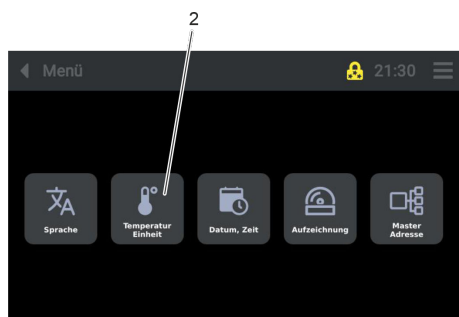 2
Menü
21:30
Sprache
Temperatur
Einheit
Datum, Zeit
Aufzeichnung
Master
Adresse